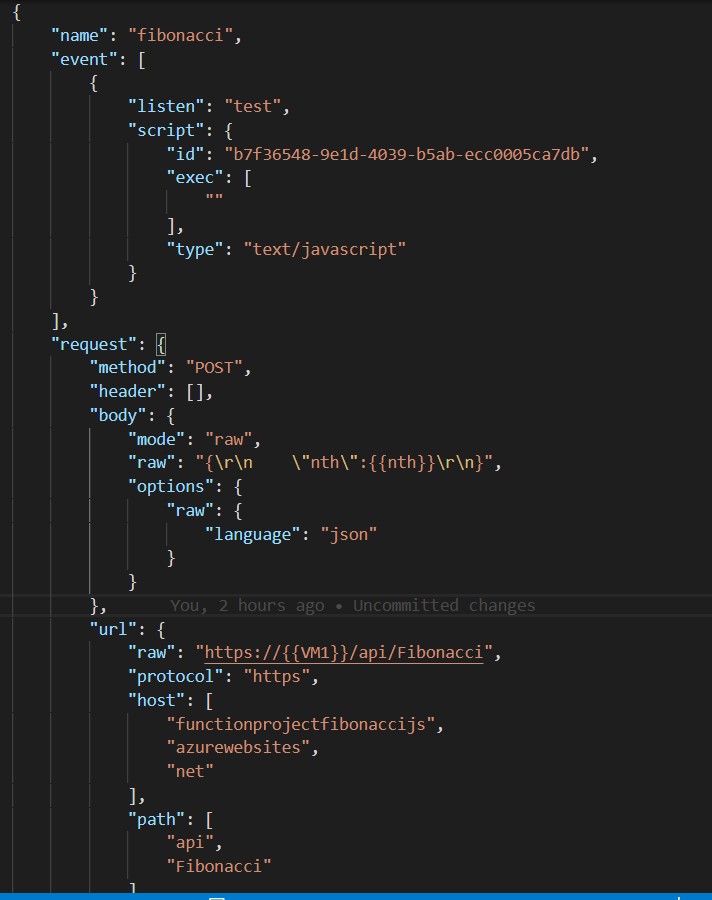 {
    "name": "fibonacci",
    "event": [
        {
            "listen": "test",
            "script": {
                "id": "b7f36548-9e1d-4039-b5ab-ecc0005ca7db",
                "exec": [
                    ""
                ],
                "type": "text/javascript"
            }
        }
    ],
    "request": {
        "method": "POST",
        "header": [],
        "body": {
            "mode": "raw",
            "raw": "{\r\n    \"nth\":{{nth}}\r\n}",
            "options": {
                "raw": {
                    "language": "json"
                }
            }
        },      You, 2 hours ago • Uncommitted changes
        "url": {
            "raw": "https://{{VM1}}/api/Fibonacci",
            "protocol": "https",
            "host": [
                "functionprojectfibonaccijs",
                "azurewebsites",
                "net"
            ],
            "path": [
                "api",
                "Fibonacci"
            ]